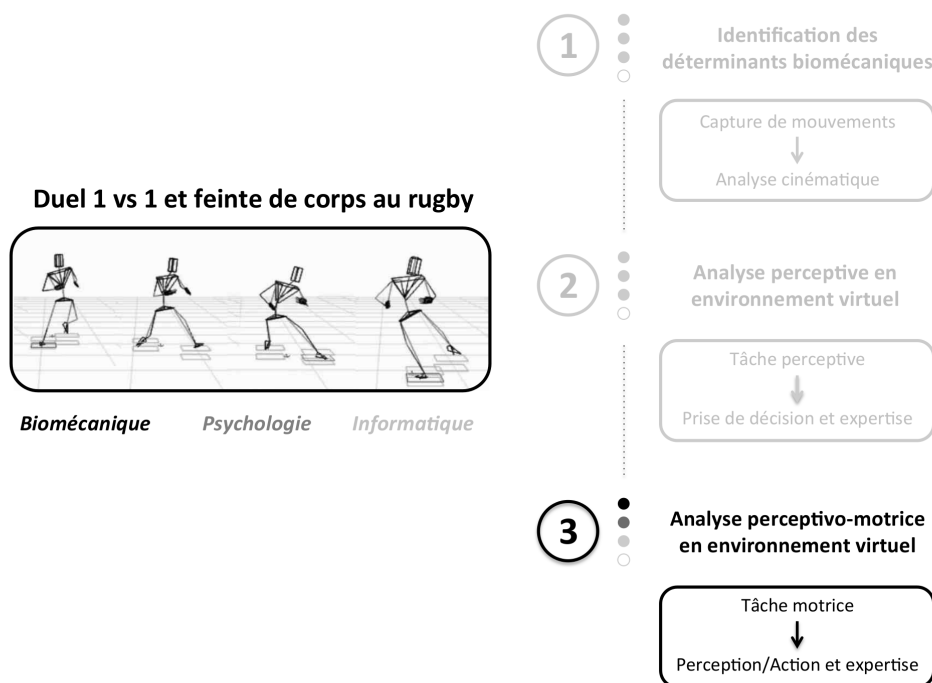 Duel 1 vs 1 et feinte de corps au rugby
Biomécanique Psychologie Informatique
1
Identification des
déterminants biomécaniques
Capture de mouvements
Analyse cinématique
2
Analyse perceptive en
environnement virtuel
Tâche perceptive
Prise de décision et expertise
3
Analyse perceptivo-motrice
en environnement virtuel
Tâche motrice
Perception/Action et expertise